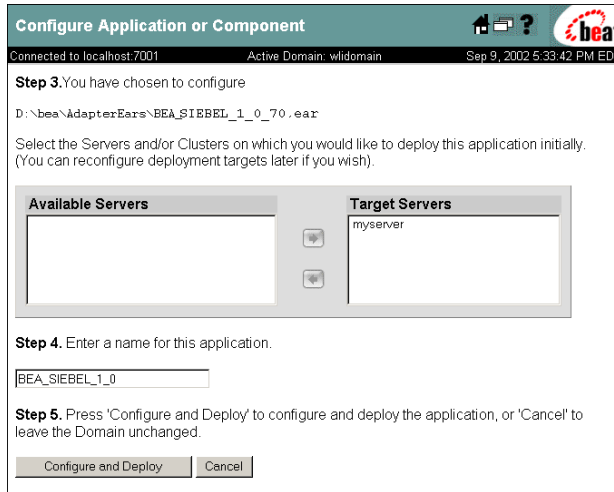 Configure Application or Component
?
bea
Connected to localhost:7001 Active Domain: wlidomain Sep 9, 2002 5:33:42 PM ED
Step 3.You have chosen to configure
D:\bea\AdapterEars\BEA_SIEBEL_1_0_70.ear
Select the Servers and/or Clusters on which you would like to deploy this application initially.
(You can reconfigure deployment targets later if you wish).
Available Servers Target Servers
myserver
Step 4. Enter a name for this application.
BEA_SIEBEL_1_0
Step 5. Press 'Configure and Deploy' to configure and deploy the application, or 'Cancel' to
leave the Domain unchanged.
Configure and Deploy Cancel